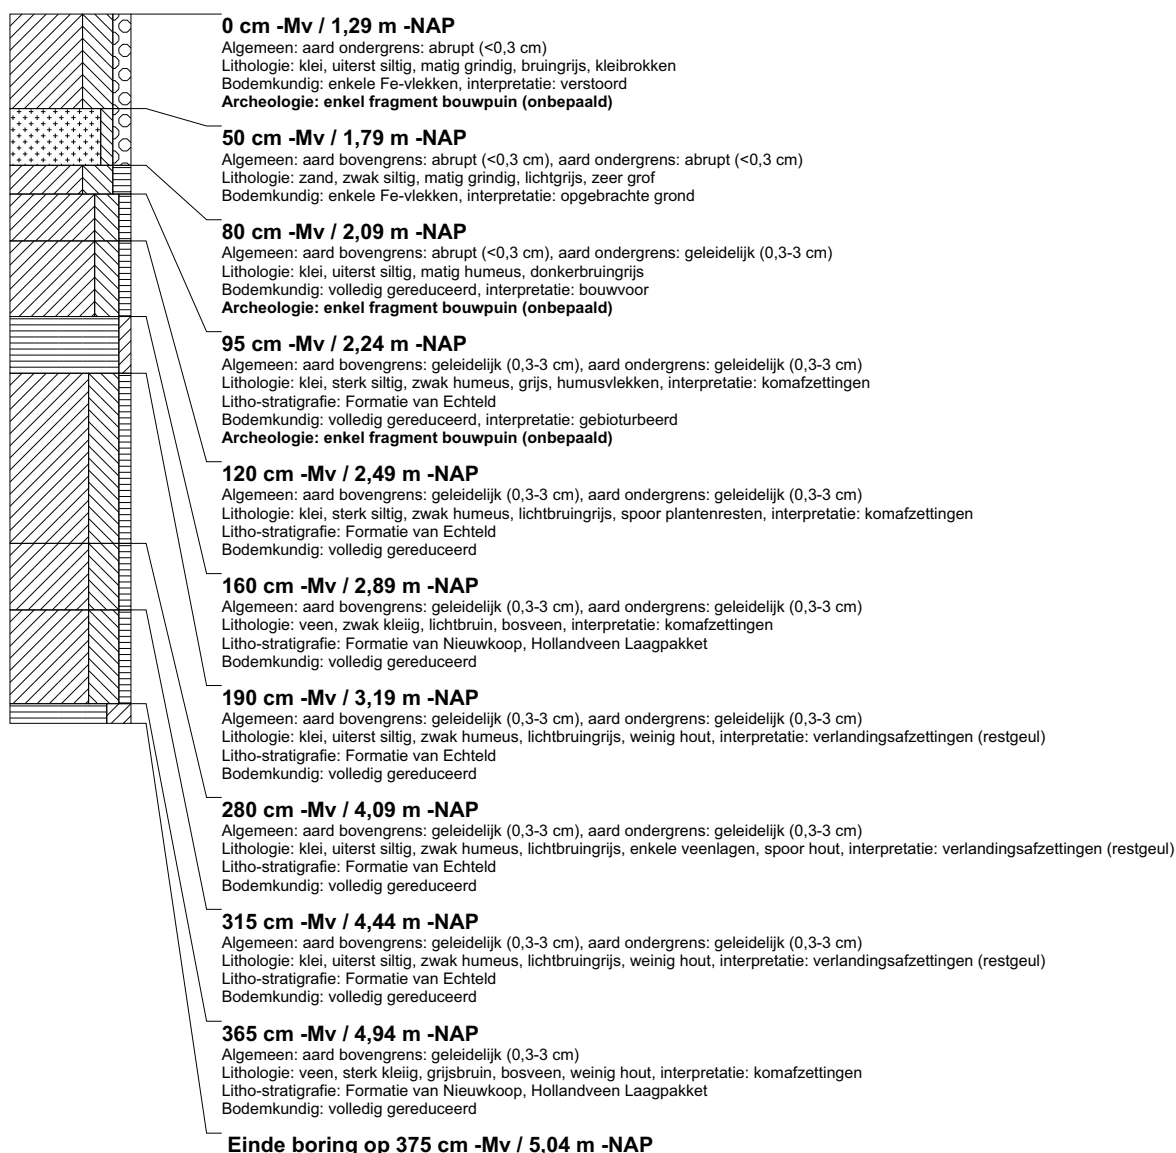 0 cm -Mv / 1,29 m -NAP
Algemeen: aard ondergrens: abrupt (<0,3 cm)
Lithologie: klei, uiterst siltig, matig grindig, bruingrijs, kleibrokken
Bodemkundig: enkele Fe-vlekken, interpretatie: verstoord
Archeologie: enkel fragment bouwpuin (onbepaald)
50 cm -Mv / 1,79 m -NAP
Algemeen: aard bovengrens: abrupt (<0,3 cm), aard ondergrens: abrupt (<0,3 cm)
Lithologie: zand, zwak siltig, matig grindig, lichtgrijs, zeer grof
Bodemkundig: enkele Fe-vlekken, interpretatie: opgebrachte grond
80 cm -Mv / 2,09 m -NAP
Algemeen: aard bovengrens: abrupt (<0,3 cm), aard ondergrens: geleidelijk (0,3-3 cm)
Lithologie: klei, uiterst siltig, matig humeus, donkerbruingrijs
Bodemkundig: volledig gereduceerd, interpretatie: bouwvoor
Archeologie: enkel fragment bouwpuin (onbepaald)
95 cm -Mv / 2,24 m -NAP
Algemeen: aard bovengrens: geleidelijk (0,3-3 cm), aard ondergrens: geleidelijk (0,3-3 cm)
Lithologie: klei, sterk siltig, zwak humeus, grijs, humusvlekken, interpretatie: komafzettingen
Litho-stratigrafie: Formatie van Echteld
Bodemkundig: volledig gereduceerd, interpretatie: gebioturbeerd
Archeologie: enkel fragment bouwpuin (onbepaald)
120 cm -Mv / 2,49 m -NAP
Algemeen: aard bovengrens: geleidelijk (0,3-3 cm), aard ondergrens: geleidelijk (0,3-3 cm)
Lithologie: klei, sterk siltig, zwak humeus, lichtbruingrijs, spoor plantenresten, interpretatie: komafzettingen
Litho-stratigrafie: Formatie van Echteld
Bodemkundig: volledig gereduceerd
160 cm -Mv / 2,89 m -NAP
Algemeen: aard bovengrens: geleidelijk (0,3-3 cm), aard ondergrens: geleidelijk (0,3-3 cm)
Lithologie: veen, zwak kleiig, lichtbruin, bosveen, interpretatie: komafzettingen
Litho-stratigrafie: Formatie van Nieuwkoop, Hollandveen Laagpakket
Bodemkundig: volledig gereduceerd
190 cm -Mv / 3,19 m -NAP
Algemeen: aard bovengrens: geleidelijk (0,3-3 cm), aard ondergrens: geleidelijk (0,3-3 cm)
Lithologie: klei, uiterst siltig, zwak humeus, lichtbruingrijs, weinig hout, interpretatie: verlandingsafzettingen (restgeul)
Litho-stratigrafie: Formatie van Echteld
Bodemkundig: volledig gereduceerd
280 cm -Mv / 4,09 m -NAP
Algemeen: aard bovengrens: geleidelijk (0,3-3 cm), aard ondergrens: geleidelijk (0,3-3 cm)
Lithologie: klei, uiterst siltig, zwak humeus, lichtbruingrijs, enkele veenlagen, spoor hout, interpretatie: verlandingsafzettingen (restgeul)
Litho-stratigrafie: Formatie van Echteld
Bodemkundig: volledig gereduceerd
315 cm -Mv / 4,44 m -NAP
Algemeen: aard bovengrens: geleidelijk (0,3-3 cm), aard ondergrens: geleidelijk (0,3-3 cm)
Lithologie: klei, uiterst siltig, zwak humeus, lichtbruingrijs, weinig hout, interpretatie: verlandingsafzettingen (restgeul)
Litho-stratigrafie: Formatie van Echteld
Bodemkundig: volledig gereduceerd
365 cm -Mv / 4,94 m -NAP
Algemeen: aard bovengrens: geleidelijk (0,3-3 cm)
Lithologie: veen, sterk kleiig, grijsbruin, bosveen, weinig hout, interpretatie: komafzettingen
Litho-stratigrafie: Formatie van Nieuwkoop, Hollandveen Laagpakket
Bodemkundig: volledig gereduceerd
Einde boring op 375 cm -Mv / 5,04 m -NAP